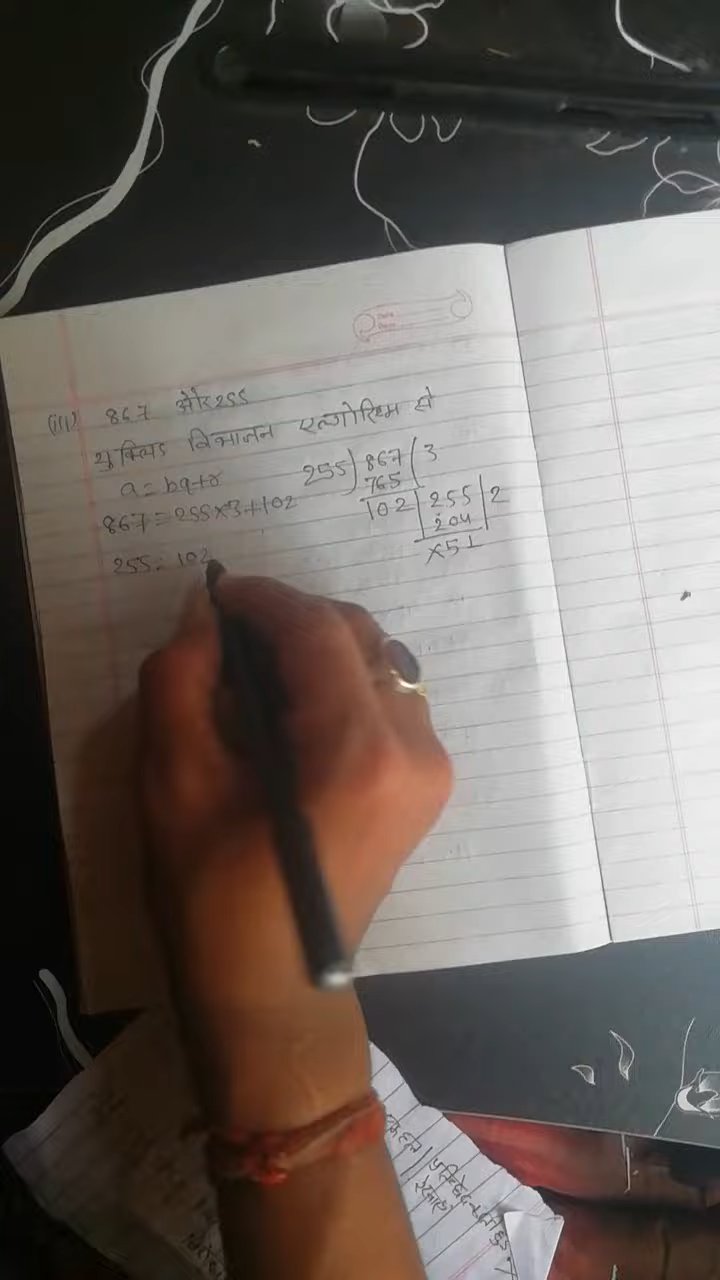 (iii) 867 और 255
युक्लिड विभाजन एल्गोरिथ्म से
a = bq+r
867 = 255×3+102
255 = 102
255) 867 (3
765
102 | 255 | 2
204
×51